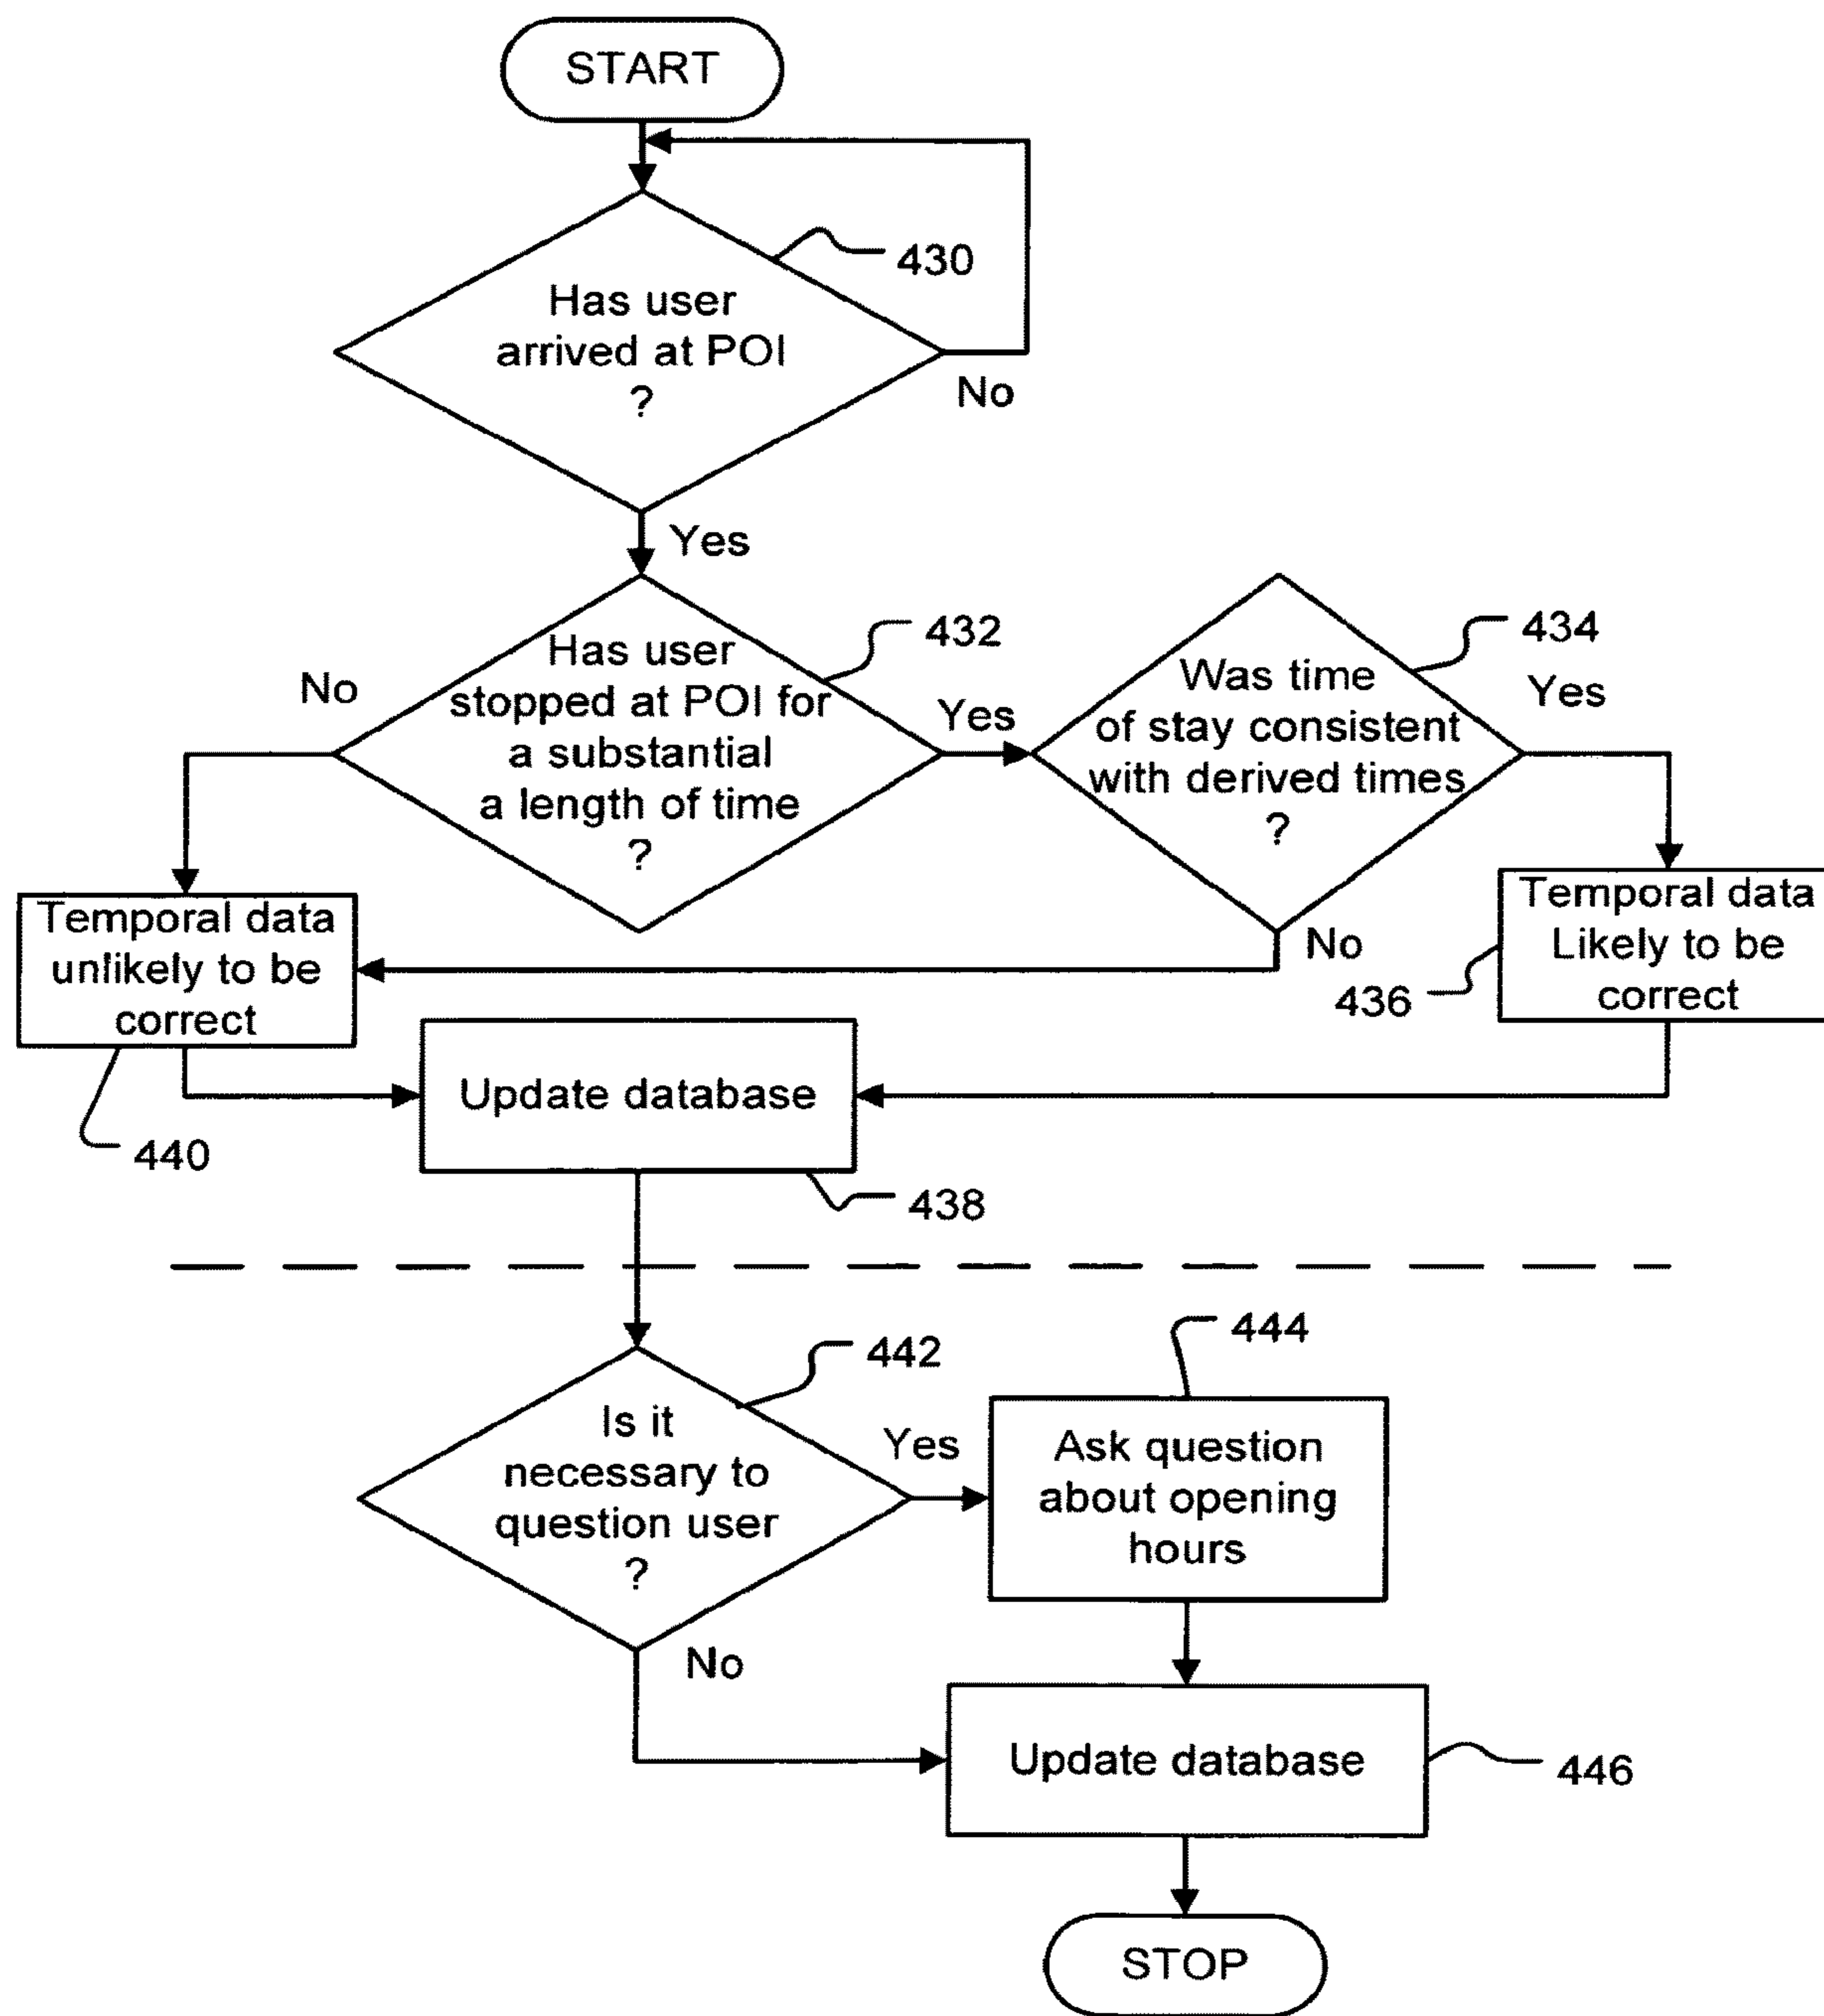 START
430
Has user
arrived at POI
?
No
Yes
432
Has user
stopped at POI for
a substantial
a length of time
?
No
Yes
434
Was time
of stay consistent
with derived times
?
Yes
No
Temporal data
unlikely to be
correct
440
Temporal data
Likely to be
correct
436
Update database
438
442
Is it
necessary to
question user
?
Yes
No
444
Ask question
about opening
hours
Update database
446
STOP